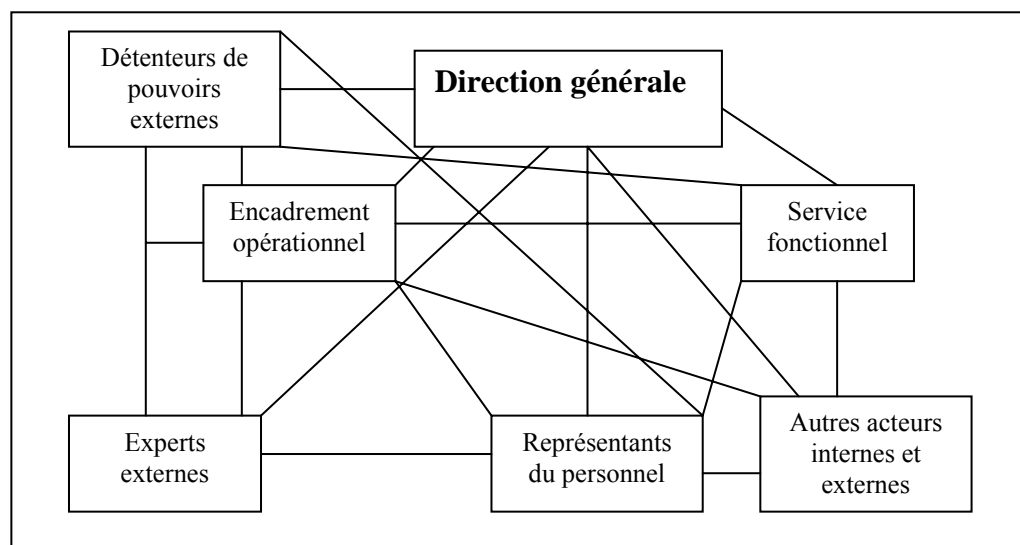 Détenteurs de
pouvoirs
externes
Direction générale
Encadrement
opérationnel
Service
fonctionnel
Experts
externes
Représentants
du personnel
Autres acteurs
internes et
externes